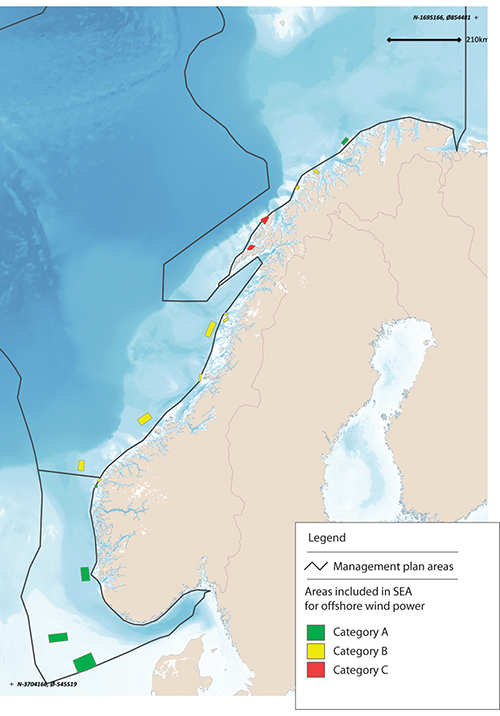 N-1695166, Ø854481 +
210km
Legend
Management plan areas
Areas included in SEA
for offshore wind power
Category A
Category B
Category C
+ N-3704166, Ø-545519